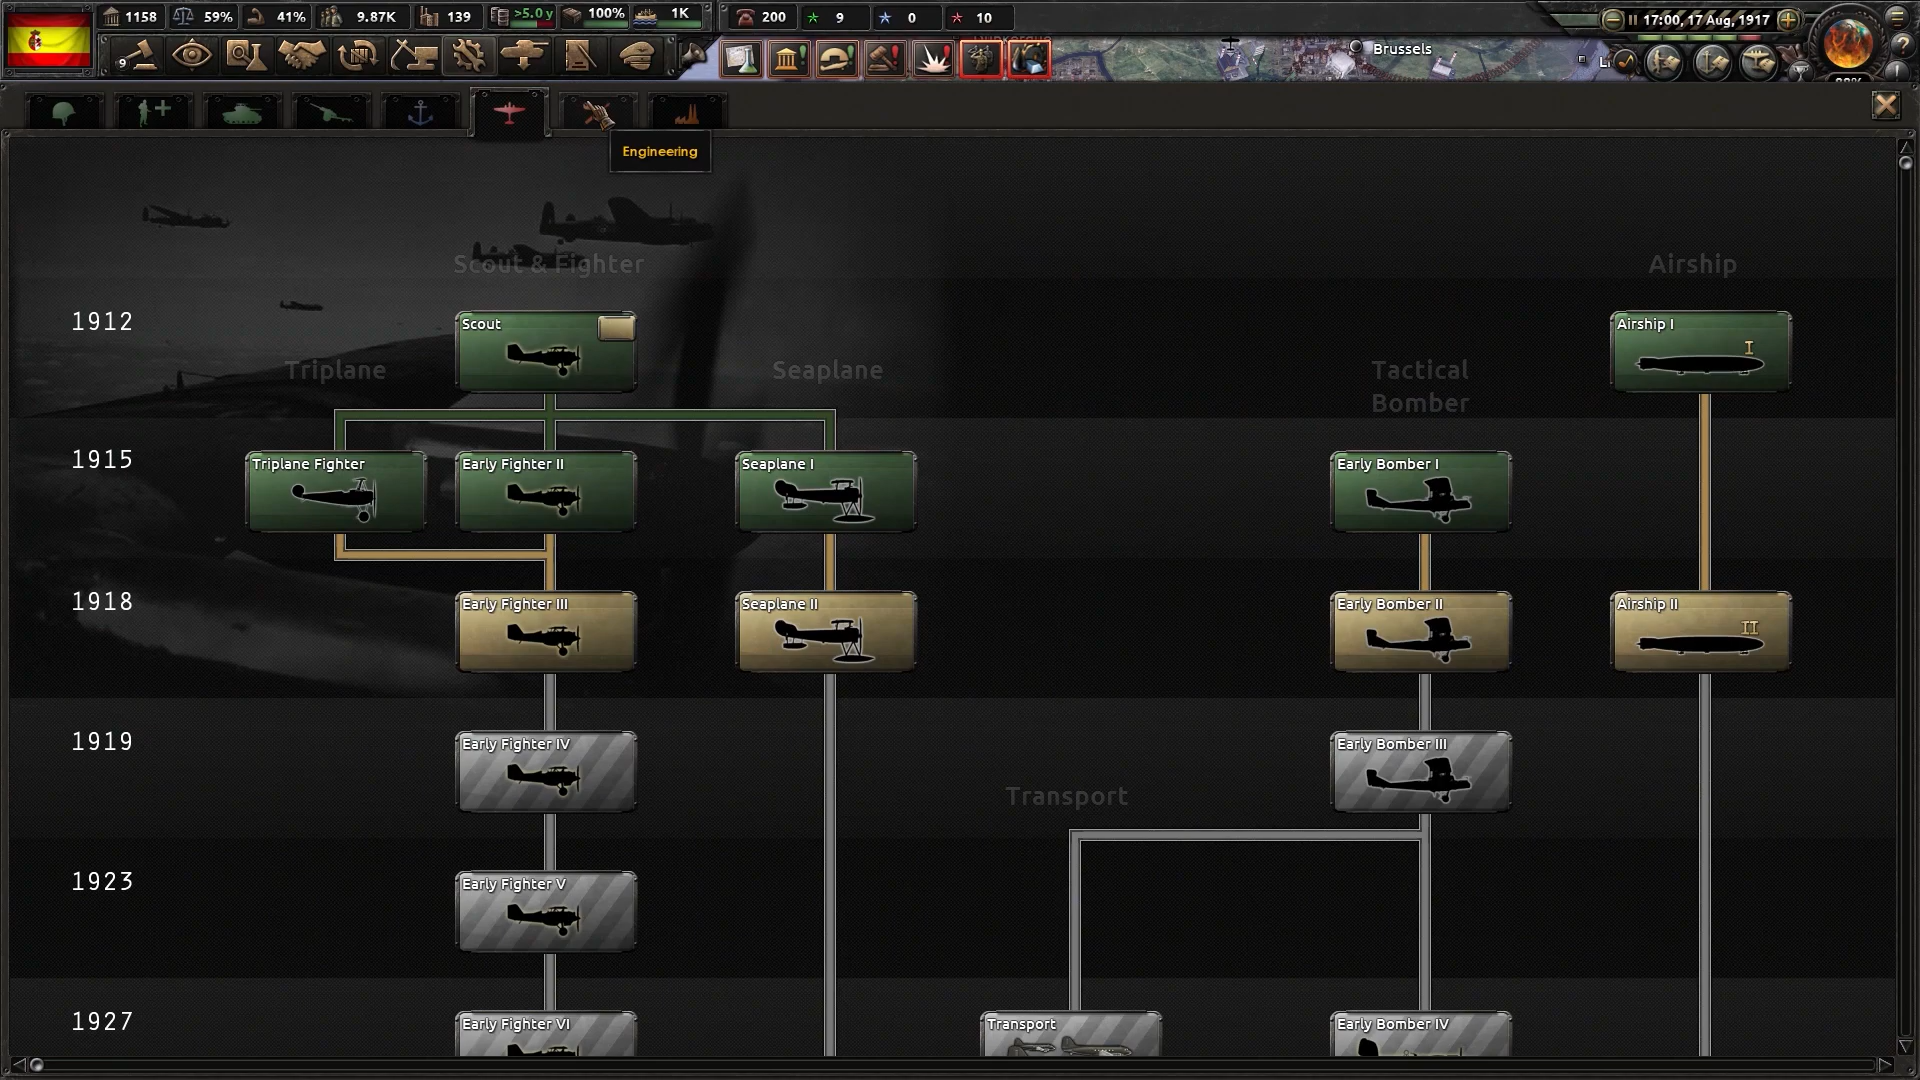 1158
59%
41%
9.87K
139
>5.0 y
100%
1K
200
9
0
10
17:00, 17 Aug, 1917
9
Brussels
Engineering
Scout & Fighter
Airship
1912
Scout
Airship I
I
Triplane
Seaplane
Tactical
Bomber
1915
Triplane Fighter
Early Fighter II
Seaplane I
Early Bomber I
1918
Early Fighter III
Seaplane II
Early Bomber II
Airship II
II
1919
Early Fighter IV
Early Bomber III
Transport
1923
Early Fighter V
1927
Early Fighter VI
Transport
Early Bomber IV